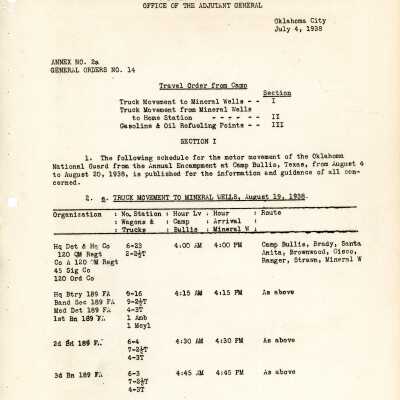 OFFICE OF THE ADJUTANT GENERAL
Oklahoma City
July 4, 1938
ANNEX NO. 2a
GENERAL ORDERS NO. 14
Travel Order from Camp
Section
Truck Movement to Mineral Wells - - I
Truck Movement from Mineral Wells
to Home Station - - - - - - II
Gasoline & Oil Refueling Points - - III
SECTION I
1. The following schedule for the motor movement of the Oklahoma
National Guard from the Annual Encampment at Camp Bullis, Texas, from August 6
to August 20, 1938, is published for the information and guidance of all con-
cerned.
2. a. TRUCK MOVEMENT TO MINERAL WELLS, August 19, 1938.
Organization : No. Station : Hour Lv : Hour : Route
: Wagons & : Camp : Arrival :
: Trucks : Bullis : Mineral W :
Hq Det & Hq Co 6-23 4:00 AM 4:00 PM Camp Bullis, Brady, Santa
120 QM Regt 2-2½T Anita, Brownwood, Cisco,
Co A 120 QM Regt Ranger, Strawn, Mineral W
45 Sig Co
120 Ord Co
Hq Btry 189 FA 9-16 4:15 AM 4:15 PM As above
Band Sec 189 FA 9-2½T
Med Det 189 FA 4-3T
1st Bn 189 FA 1 Amb
1 Mcyl
2d Bd 189 FA 6-4 4:30 AM 4:30 PM As above
7-2½T
4-3T
3d Bn 189 FA 6-3 4:45 PM 4:45 PM As above
7-2½T
4-3T